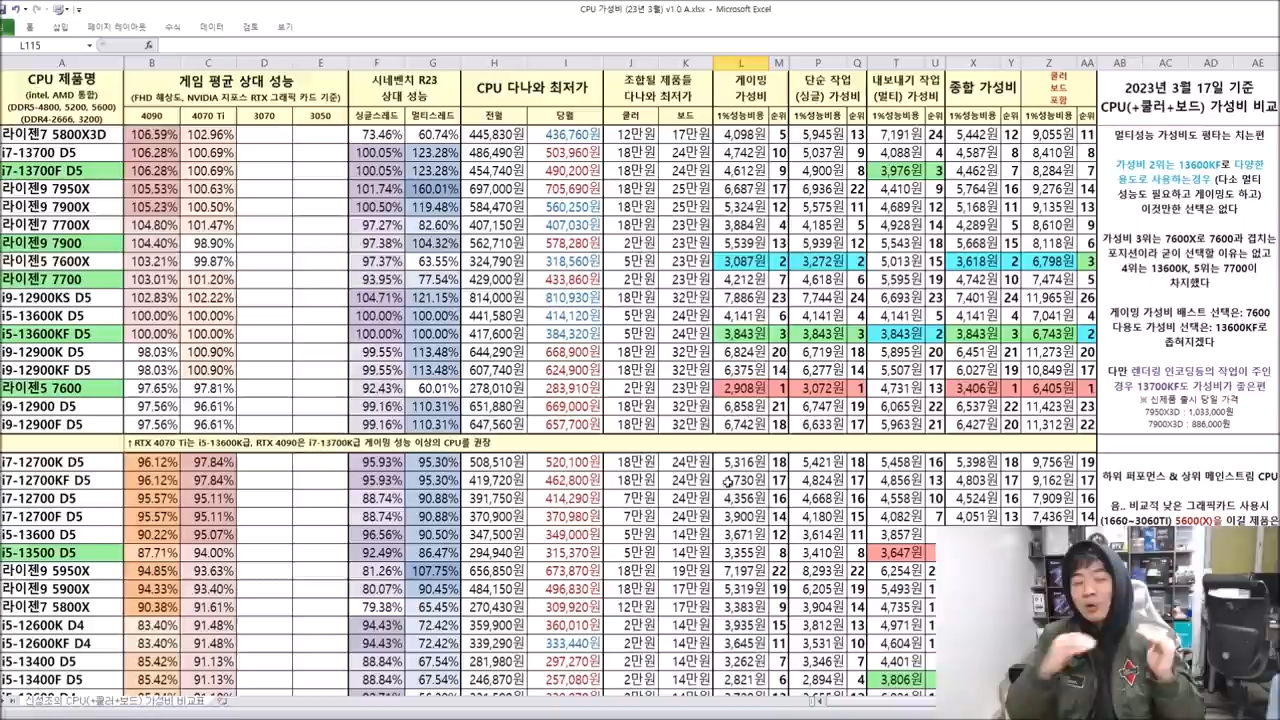 CPU 가성비 (23년 3월) v1.0 A.xlsx - Microsoft Excel
홈 삽입 페이지 레이아웃 수식 데이터 검토 보기
L115 fx
A B C D E F G H I J K L M P Q T U X Y Z AA AB AC AD AE
CPU 제품명 (intel, AMD 통합) (DDR5-4800, 5200, 5600) (DDR4-2666, 3200)
게임 평균 상대 성능 (FHD 해상도, NVIDIA 지포스 RTX 그래픽 카드 기준)
시네벤치 R23 상대 성능
CPU 다나와 최저가
조합될 제품들 다나와 최저가
게이밍 가성비
단순 작업 (싱글) 가성비
내보내기 작업 (멀티) 가성비
종합 가성비
쿨러 보드 포함
4090 4070 Ti 3070 3050 싱글스레드 멀티스레드 전월 당월 쿨러 보드 1%성능비용 순위 1%성능비용 순위 1%성능비용 순위 1%성능비용 순위 1%성능비용 순위
라이젠7 5800X3D 106.59% 102.96% 73.46% 60.74% 445,830원 436,760원 12만원 17만원 4,098원 5 5,945원 13 7,191원 24 5,442원 12 9,055원 11
i7-13700 D5 106.28% 100.69% 100.05% 123.28% 486,490원 503,960원 18만원 24만원 4,742원 10 5,037원 9 4,088원 4 4,587원 8 8,410원 8
i7-13700F D5 106.28% 100.69% 100.05% 123.28% 454,740원 490,200원 18만원 24만원 4,612원 9 4,900원 8 3,976원 3 4,462원 7 8,284원 7
라이젠9 7950X 105.53% 100.63% 101.74% 160.01% 697,000원 705,690원 18만원 23만원 6,687원 17 6,936원 22 4,410원 9 5,764원 16 9,276원 14
라이젠9 7900X 105.23% 100.50% 100.50% 119.48% 584,470원 560,250원 18만원 23만원 5,324원 12 5,575원 11 4,689원 12 5,168원 11 9,135원 13
라이젠7 7700X 104.80% 101.47% 97.27% 82.60% 407,150원 407,030원 18만원 23만원 3,884원 4 4,185원 5 4,928원 14 4,289원 5 8,610원 9
라이젠9 7900 104.40% 98.90% 97.38% 104.32% 562,710원 578,280원 2만원 23만원 5,539원 13 5,939원 12 5,543원 18 5,668원 15 8,118원 6
라이젠5 7600X 103.21% 99.87% 97.37% 63.55% 324,790원 318,560원 5만원 23만원 3,087원 2 3,272원 2 5,013원 15 3,618원 2 6,798원 3
라이젠7 7700 103.01% 101.20% 93.95% 77.54% 429,000원 433,860원 2만원 23만원 4,212원 7 4,618원 6 5,595원 19 4,742원 10 7,474원 5
i9-12900KS D5 102.83% 102.22% 104.71% 121.15% 814,000원 810,930원 18만원 32만원 7,886원 23 7,744원 24 6,693원 23 7,401원 24 11,965원 26
i5-13600K D5 100.00% 100.00% 100.00% 100.00% 441,580원 414,120원 5만원 24만원 4,141원 6 4,141원 4 4,141원 5 4,141원 4 7,041원 4
i5-13600KF D5 100.00% 100.00% 100.00% 100.00% 417,600원 384,320원 5만원 24만원 3,843원 3 3,843원 3 3,843원 2 3,843원 3 6,743원 2
i9-12900K D5 98.03% 100.90% 99.55% 113.48% 644,290원 668,900원 18만원 32만원 6,824원 20 6,719원 18 5,895원 20 6,451원 21 11,273원 20
i9-12900KF D5 98.03% 100.90% 99.55% 113.48% 607,740원 624,900원 18만원 32만원 6,375원 14 6,277원 14 5,507원 17 6,027원 19 10,849원 17
라이젠5 7600 97.65% 97.81% 92.43% 60.01% 278,010원 283,910원 2만원 23만원 2,908원 1 3,072원 1 4,731원 13 3,406원 1 6,405원 1
i9-12900 D5 97.56% 96.61% 99.16% 110.31% 651,880원 669,000원 18만원 32만원 6,858원 21 6,747원 19 6,065원 22 6,537원 22 11,423원 23
i9-12900F D5 97.56% 96.61% 99.16% 110.31% 647,560원 657,700원 18만원 32만원 6,742원 18 6,633원 17 5,963원 21 6,427원 20 11,312원 22
↑ RTX 4070 Ti는 i5-13600K급, RTX 4090은 i7-13700K급 게이밍 성능 이상의 CPU를 권장
i7-12700K D5 96.12% 97.84% 95.93% 95.30% 508,510원 520,100원 18만원 24만원 5,316원 18 5,421원 18 5,458원 16 5,398원 18 9,756원 19
i7-12700KF D5 96.12% 97.84% 95.93% 95.30% 419,720원 462,800원 18만원 24만원 730원 17 4,824원 17 4,856원 13 4,803원 17 9,162원 17
i7-12700 D5 95.57% 95.11% 88.74% 90.88% 391,750원 414,290원 7만원 24만원 4,356원 16 4,668원 16 4,558원 10 4,524원 16 7,909원 16
i7-12700F D5 95.57% 95.11% 88.74% 90.88% 370,390원 370,980원 7만원 24만원 3,900원 14 4,180원 15 4,082원 7 4,051원 13 7,436원 14
i5-13600 D5 90.22% 95.07% 96.56% 90.50% 347,500원 349,000원 5만원 14만원 3,671원 12 3,614원 11 3,857원
i5-13500 D5 87.71% 94.00% 92.49% 86.47% 294,940원 315,370원 5만원 14만원 3,355원 8 3,410원 8 3,647원
라이젠9 5950X 94.85% 93.63% 81.26% 107.75% 656,850원 673,870원 18만원 17만원 7,197원 22 8,293원 22 6,254원
라이젠9 5900X 94.33% 93.40% 80.07% 90.45% 484,150원 496,830원 18만원 17만원 5,319원 19 6,205원 19 5,493원
라이젠7 5800X 90.38% 91.61% 79.38% 65.45% 270,430원 309,920원 12만원 17만원 3,383원 9 3,904원 14 4,735원
i5-12600K D4 83.40% 91.48% 94.43% 72.42% 359,900원 360,010원 2만원 14만원 3,935원 15 3,812원 13 4,971원
i5-12600KF D4 83.40% 91.48% 94.43% 72.42% 339,290원 333,440원 2만원 14만원 3,645원 11 3,531원 10 4,604원
i5-13400 D5 85.42% 91.13% 88.84% 67.54% 281,980원 297,270원 2만원 14만원 3,262원 7 3,346원 7 4,401원
i5-13400F D5 85.42% 91.13% 88.84% 67.54% 246,870원 257,080원 2만원 14만원 2,821원 6 2,894원 4 3,806원
2023년 3월 17일 기준
CPU(+쿨러+보드) 가성비 비교
멀티성능 가성비도 평타는 치는편
가성비 2위는 13600KF로 다양한
용도로 사용하는경우 (다소 멀티
성능도 필요하고 게이밍도 하고)
이것만한 선택은 없다
가성비 3위는 7600X로 7600과 겹치는
포지션이라 굳이 선택할 이유는 없고
4위는 13600K, 5위는 7700이
차지했다
게이밍 가성비 배스트 선택은: 7600
다용도 가성비 선택은: 13600KF로
좁혀지겠다
다만 렌더링 인코딩등의 작업이 주인
경우 13700KF도 가성비가 좋은편
※ 신제품 출시 당일 가격
7950X3D : 1,033,000원
7900X3D : 886,000원
하위 퍼포먼스 & 상위 메인스트림 CPU
음.. 비교적 낮은 그래픽카드 사용시
(1660~3060TI) 5600(X)을 이길 제품은
신성조의 CPU(+쿨러+보드) 가성비 비교표